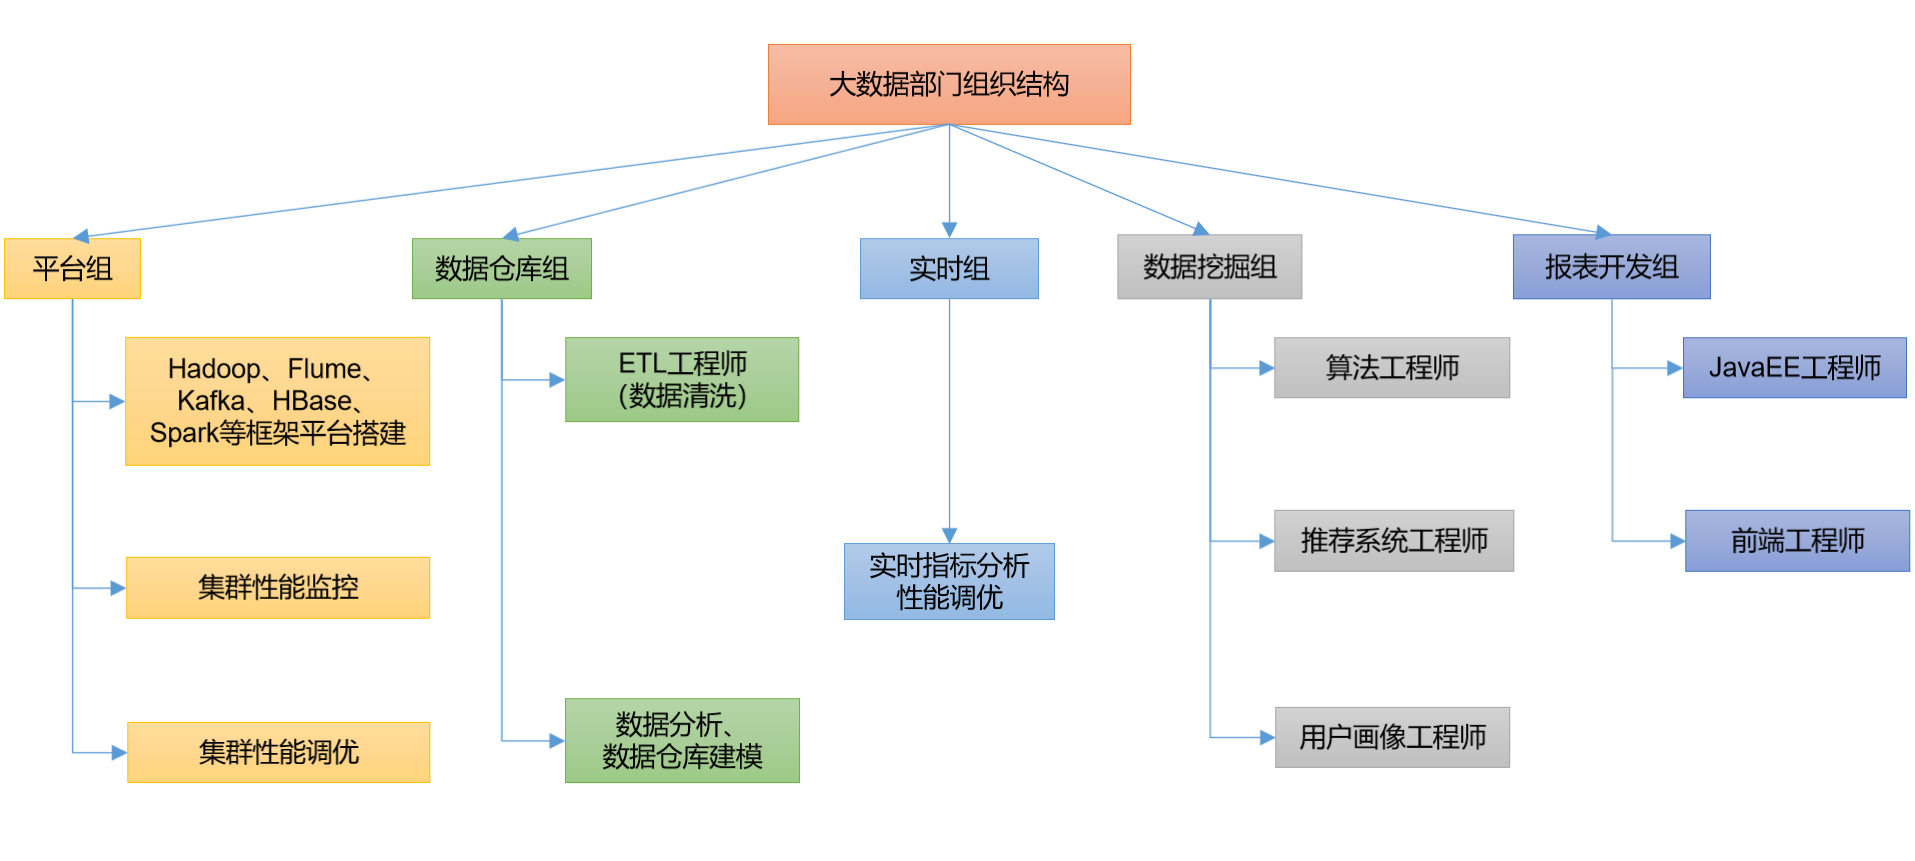 大数据部门组织结构
平台组
数据仓库组
实时组
数据挖掘组
报表开发组
Hadoop、Flume、
Kafka、HBase、
Spark等框架平台搭建
集群性能监控
集群性能调优
ETL工程师
（数据清洗）
数据分析、
数据仓库建模
实时指标分析
性能调优
算法工程师
推荐系统工程师
用户画像工程师
JavaEE工程师
前端工程师